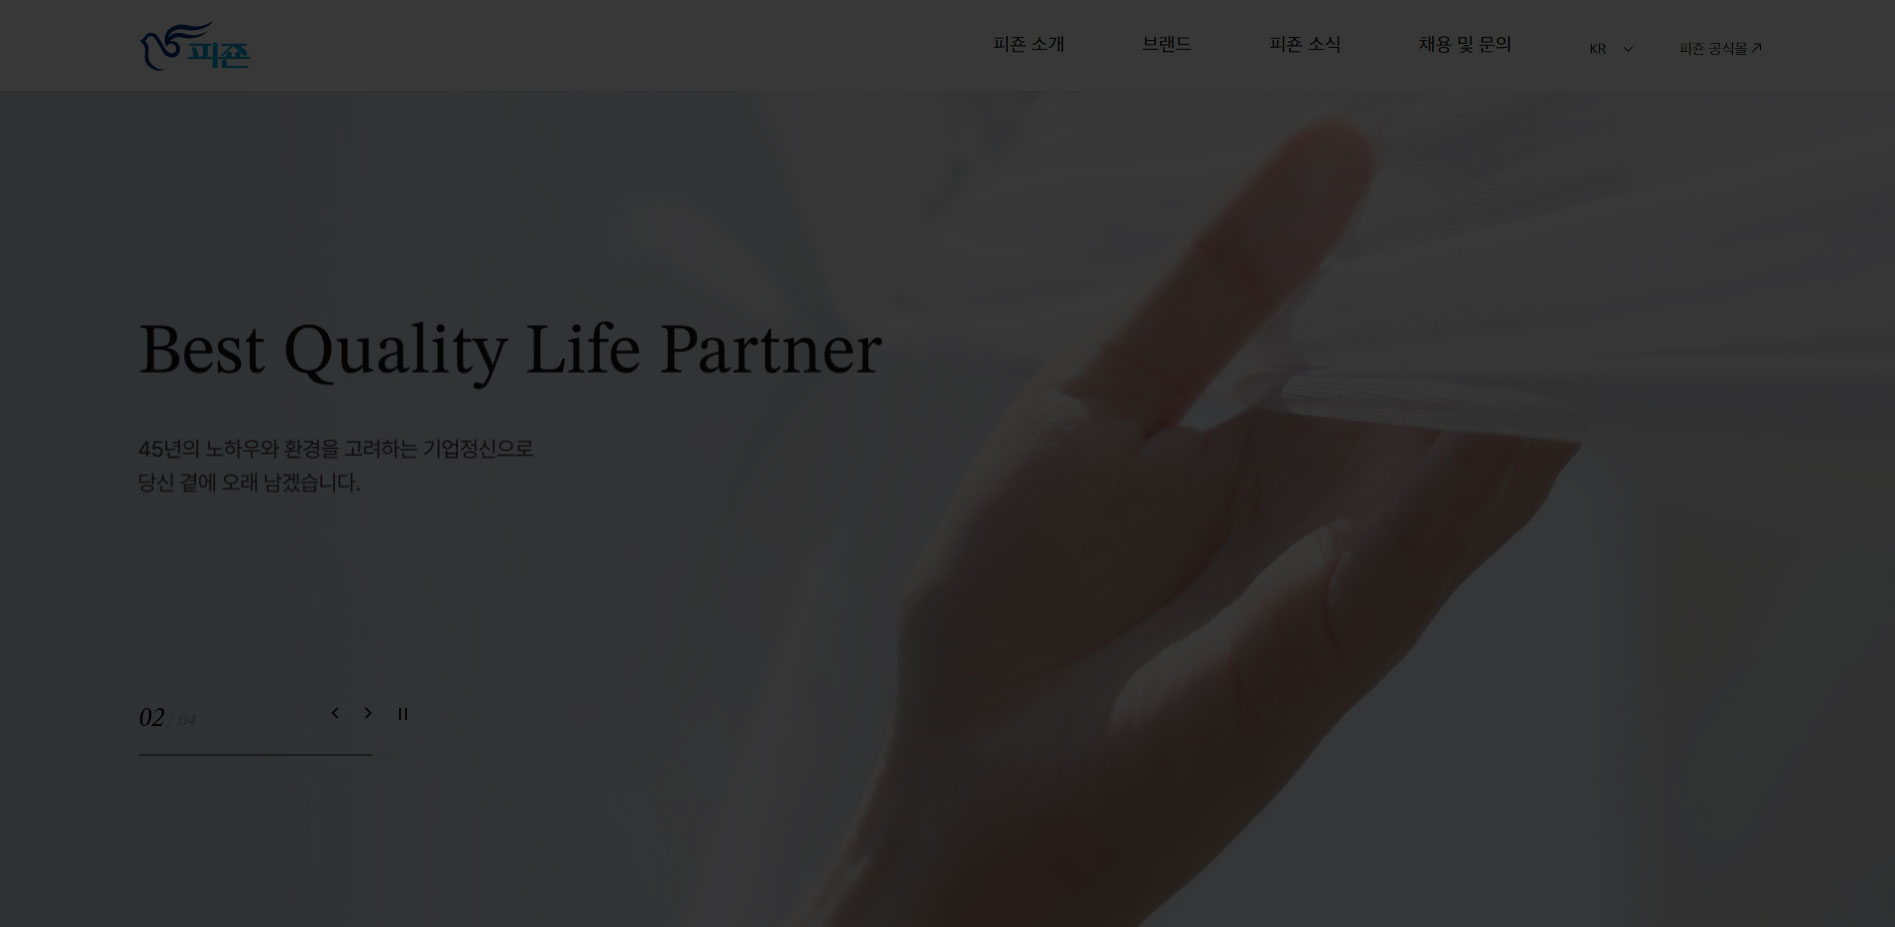 피죤
피죤 소개
브랜드
피죤 소식
채용 및 문의
KR
피죤 공식몰
Best Quality Life Partner
45년의 노하우와 환경을 고려하는 기업정신으로
당신 곁에 오래 남겠습니다.
02 / 04